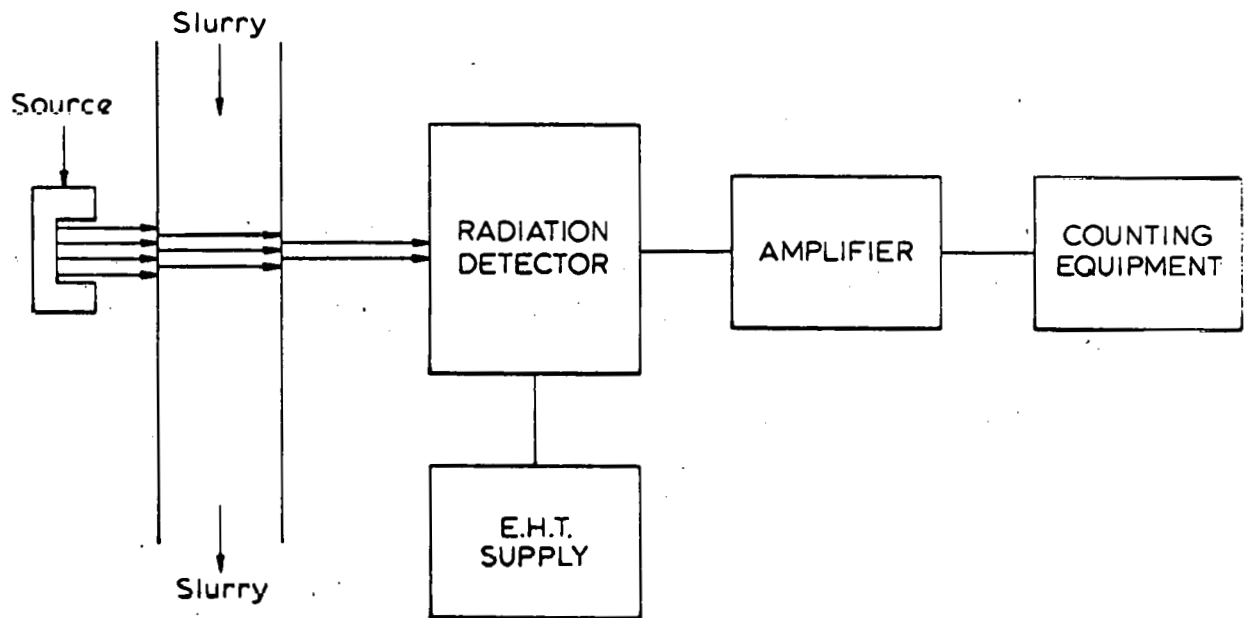 Slurry
Source
RADIATION
DETECTOR
AMPLIFIER
COUNTING
EQUIPMENT
E.H.T.
SUPPLY
Slurry